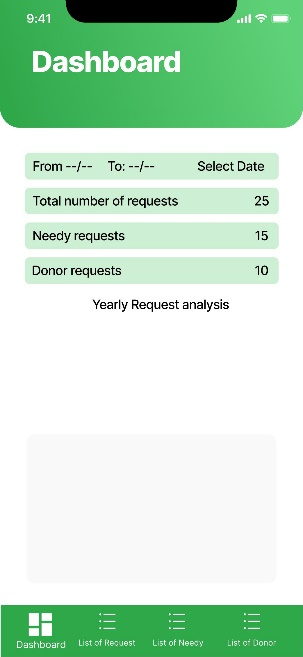 9:41
Dashboard
From --/-- To: --/-- Select Date
Total number of requests 25
Needy requests 15
Donor requests 10
Yearly Request analysis
Dashboard List of Request List of Needy List of Donor